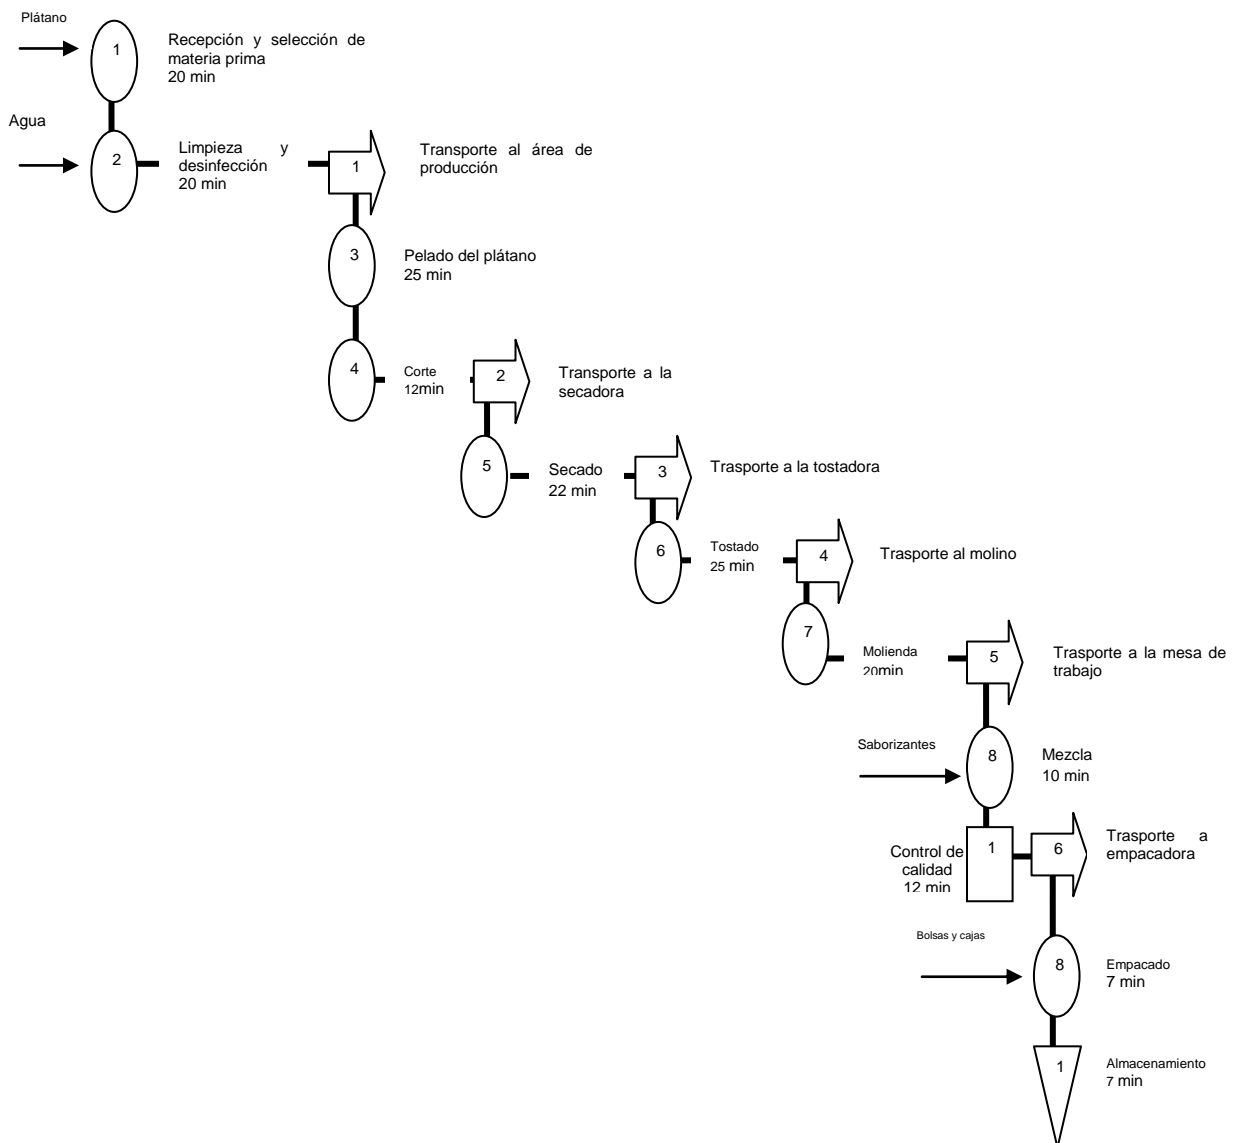 Plátano
1
Recepción y selección de
materia prima
20 min
Agua
2
Limpieza y
desinfección
20 min
1
Transporte al área de
producción
3
Pelado del plátano
25 min
4
Corte
12min
2
Transporte a la
secadora
5
Secado
22 min
3
Trasporte a la tostadora
6
Tostado
25 min
4
Trasporte al molino
7
Molienda
20min
5
Trasporte a la mesa de
trabajo
Saborizantes
8
Mezcla
10 min
Control de
calidad
12 min
1
6
Trasporte a
empacadora
Bolsas y cajas
8
Empacado
7 min
1
Almacenamiento
7 min